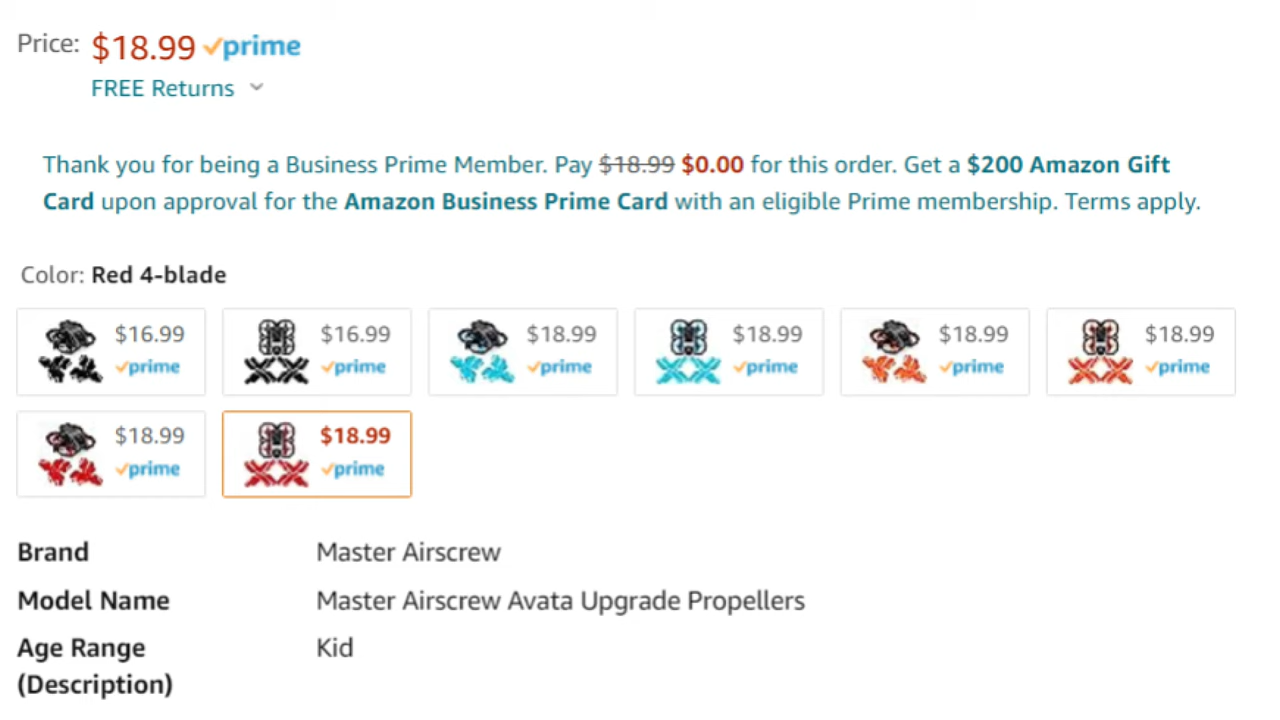 Price: $18.99 prime
FREE Returns
Thank you for being a Business Prime Member. Pay $18.99 $0.00 for this order. Get a $200 Amazon Gift
Card upon approval for the Amazon Business Prime Card with an eligible Prime membership. Terms apply.
Color: Red 4-blade
$16.99 $16.99 $18.99 $18.99 $18.99 $18.99
prime prime prime prime prime prime
$18.99 $18.99
prime prime
Brand Master Airscrew
Model Name Master Airscrew Avata Upgrade Propellers
Age Range Kid
(Description)